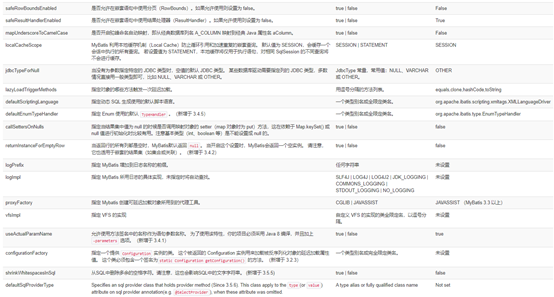 safeRowBoundsEnabled 是否允许在嵌套语句中使用分页（RowBounds）。如果允许使用则设置为 false。 true | false False
safeResultHandlerEnabled 是否允许在嵌套语句中使用结果处理器（ResultHandler）。如果允许使用则设置为 false。 true | false True
mapUnderscoreToCamelCase 是否开启驼峰命名自动映射，即从经典数据库列名 A_COLUMN 映射到经典 Java 属性名 aColumn。 true | false False
localCacheScope MyBatis 利用本地缓存机制（Local Cache）防止循环引用和加速重复的嵌套查询。 默认值为 SESSION，会缓存一个会话中执行的所有查询。 若设置值为 STATEMENT，本地缓存将仅用于执行语句，对相同 SqlSession 的不同查询将不会进行缓存。 SESSION | STATEMENT SESSION
jdbcTypeForNull 当没有为参数指定特定的 JDBC 类型时，空值的默认 JDBC 类型。 某些数据库驱动需要指定列的 JDBC 类型，多数情况直接用一般类型即可，比如 NULL、VARCHAR 或 OTHER。 JdbcType 常量，常用值：NULL、VARCHAR 或 OTHER。 OTHER
lazyLoadTriggerMethods 指定对象的哪些方法触发一次延迟加载。 用逗号分隔的方法列表。 equals,clone,hashCode,toString
defaultScriptingLanguage 指定动态 SQL 生成使用的默认脚本语言。 一个类型别名或全限定类名。 org.apache.ibatis.scripting.xmltags.XMLLanguageDriver
defaultEnumTypeHandler 指定 Enum 使用的默认 TypeHandler 。（新增于 3.4.5） 一个类型别名或全限定类名。 org.apache.ibatis.type.EnumTypeHandler
callSettersOnNulls 指定当结果集中值为 null 的时候是否调用映射对象的 setter（map 对象时为 put）方法，这在依赖于 Map.keySet() 或 null 值进行初始化时比较有用。注意基本类型（int、boolean 等）是不能设置成 null 的。 true | false false
returnInstanceForEmptyRow 当返回行的所有列都是空时，MyBatis默认返回 null。 当开启这个设置时，MyBatis会返回一个空实例。 请注意，它也适用于嵌套的结果集（如集合或关联）。（新增于 3.4.2） true | false false
logPrefix 指定 MyBatis 增加到日志名称的前缀。 任何字符串 未设置
logImpl 指定 MyBatis 所用日志的具体实现，未指定时将自动查找。 SLF4J | LOG4J | LOG4J2 | JDK_LOGGING | COMMONS_LOGGING | STDOUT_LOGGING | NO_LOGGING 未设置
proxyFactory 指定 Mybatis 创建可延迟加载对象所用到的代理工具。 CGLIB | JAVASSIST JAVASSIST （MyBatis 3.3 以上）
vfsImpl 指定 VFS 的实现 自定义 VFS 的实现的类全限定名，以逗号分隔。 未设置
useActualParamName 允许使用方法签名中的名称作为语句参数名称。 为了使用该特性，你的项目必须采用 Java 8 编译，并且加上 -parameters 选项。（新增于 3.4.1） true | false true
configurationFactory 指定一个提供 Configuration 实例的类。 这个被返回的 Configuration 实例用来加载被反序列化对象的延迟加载属性值。 这个类必须包含一个签名为 static Configuration getConfiguration() 的方法。（新增于 3.2.3） 一个类型别名或完全限定类名。 未设置
shrinkWhitespacesInSql 从SQL中删除多余的空格字符。请注意，这也会影响SQL中的文字字符串。 (新增于 3.5.5) true | false false
defaultSqlProviderType Specifies an sql provider class that holds provider method (Since 3.5.6). This class apply to the type (or value ) attribute on sql provider annotation(e.g. @SelectProvider ), when these attribute was omitted. A type alias or fully qualified class name Not set